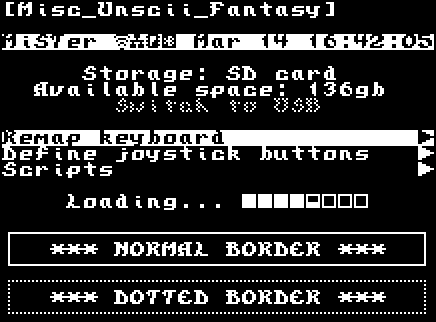 [Misc_Unscii_Fantasy]
MiSTer Mar 14 16:42:05
Storage: SD card
Available space: 136gb
Switch to USB
Remap keyboard
Define joystick buttons
Scripts
Loading...
*** NORMAL BORDER ***
*** DOTTED BORDER ***